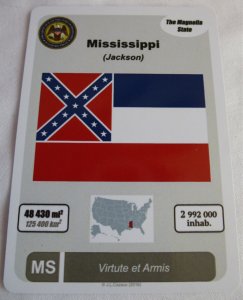 The Magnolia
State
Mississippi
(Jackson)
48 430 mi²
125 400 km²
2 992 000
inhab.
MS
Virtute et Armis